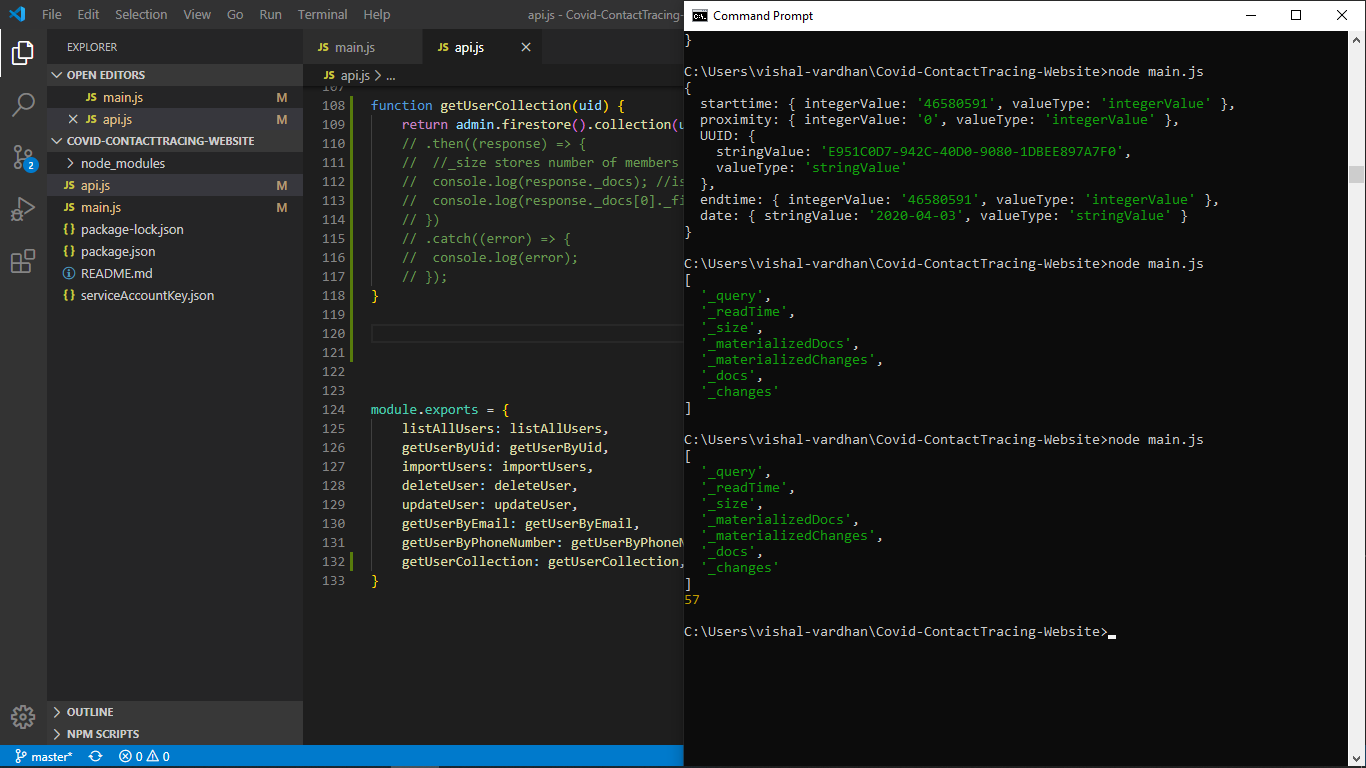 File Edit Selection View Go Run Terminal Help
api.js - Covid-ContactTracing-
EXPLORER
OPEN EDITORS
JS main.js M
JS api.js M
COVID-CONTACTTRACING-WEBSITE
node_modules
JS api.js M
JS main.js M
{} package-lock.json
{} package.json
README.md
{} serviceAccountKey.json
2
OUTLINE
NPM SCRIPTS
master* 0 0
JS main.js JS api.js
JS api.js > ...
107
108 function getUserCollection(uid) {
109 return admin.firestore().collection(u
110 // .then((response) => {
111 // //_size stores number of members
112 // console.log(response._docs); //is
113 // console.log(response._docs[0]._fi
114 // })
115 // .catch((error) => {
116 // console.log(error);
117 // });
118 }
119
120
121
122
123
124 module.exports = {
125 listAllUsers: listAllUsers,
126 getUserByUid: getUserByUid,
127 importUsers: importUsers,
128 deleteUser: deleteUser,
129 updateUser: updateUser,
130 getUserByEmail: getUserByEmail,
131 getUserByPhoneNumber: getUserByPhoneN
132 getUserCollection: getUserCollection,
133 }
Command Prompt
}
C:\Users\vishal-vardhan\Covid-ContactTracing-Website>node main.js
{
starttime: { integerValue: '46580591', valueType: 'integerValue' },
proximity: { integerValue: '0', valueType: 'integerValue' },
UUID: {
stringValue: 'E951C0D7-942C-40D0-9080-1DBEE897A7F0',
valueType: 'stringValue'
},
endtime: { integerValue: '46580591', valueType: 'integerValue' },
date: { stringValue: '2020-04-03', valueType: 'stringValue' }
}
C:\Users\vishal-vardhan\Covid-ContactTracing-Website>node main.js
[
'_query',
'_readTime',
'_size',
'_materializedDocs',
'_materializedChanges',
'_docs',
'_changes'
]
C:\Users\vishal-vardhan\Covid-ContactTracing-Website>node main.js
[
'_query',
'_readTime',
'_size',
'_materializedDocs',
'_materializedChanges',
'_docs',
'_changes'
]
57
C:\Users\vishal-vardhan\Covid-ContactTracing-Website>